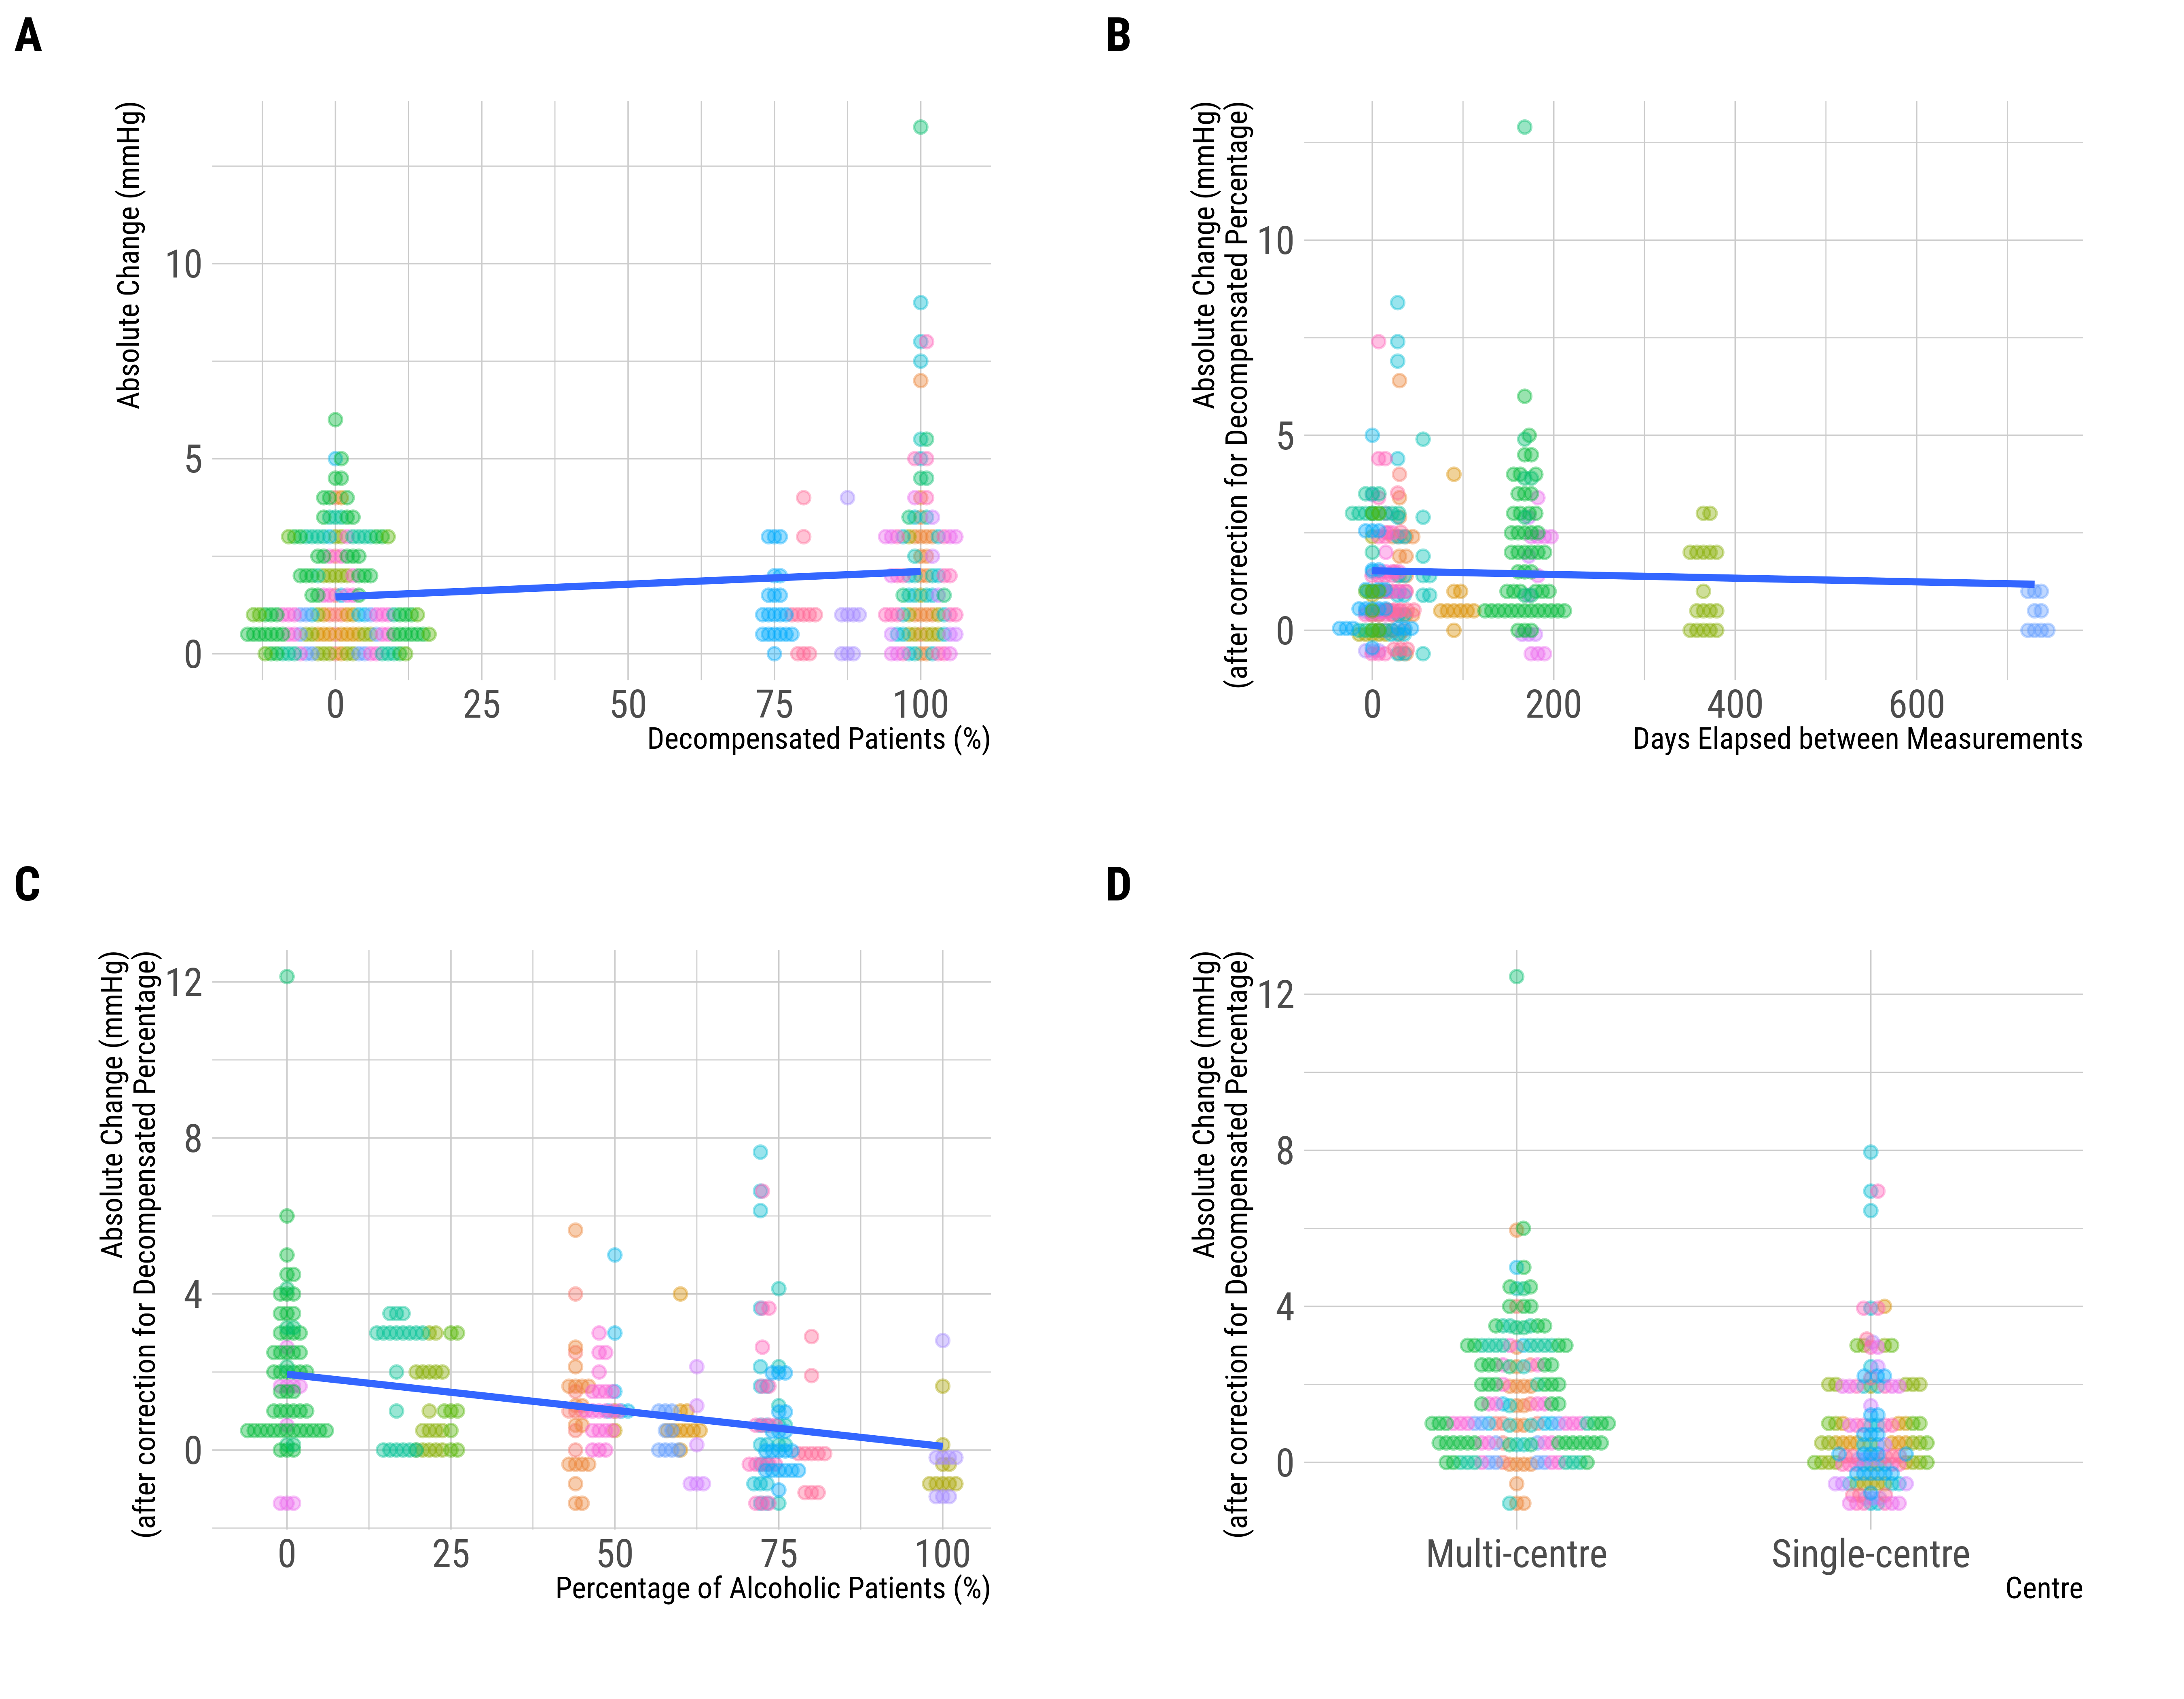 A
Absolute Change (mmHg)
10
5
0
0 25 50 75 100
Decompensated Patients (%)
B
Absolute Change (mmHg)
(after correction for Decompensated Percentage)
10
5
0
0 200 400 600
Days Elapsed between Measurements
C
Absolute Change (mmHg)
(after correction for Decompensated Percentage)
12
8
4
0
0 25 50 75 100
Percentage of Alcoholic Patients (%)
D
Absolute Change (mmHg)
(after correction for Decompensated Percentage)
12
8
4
0
Multi-centre Single-centre
Centre